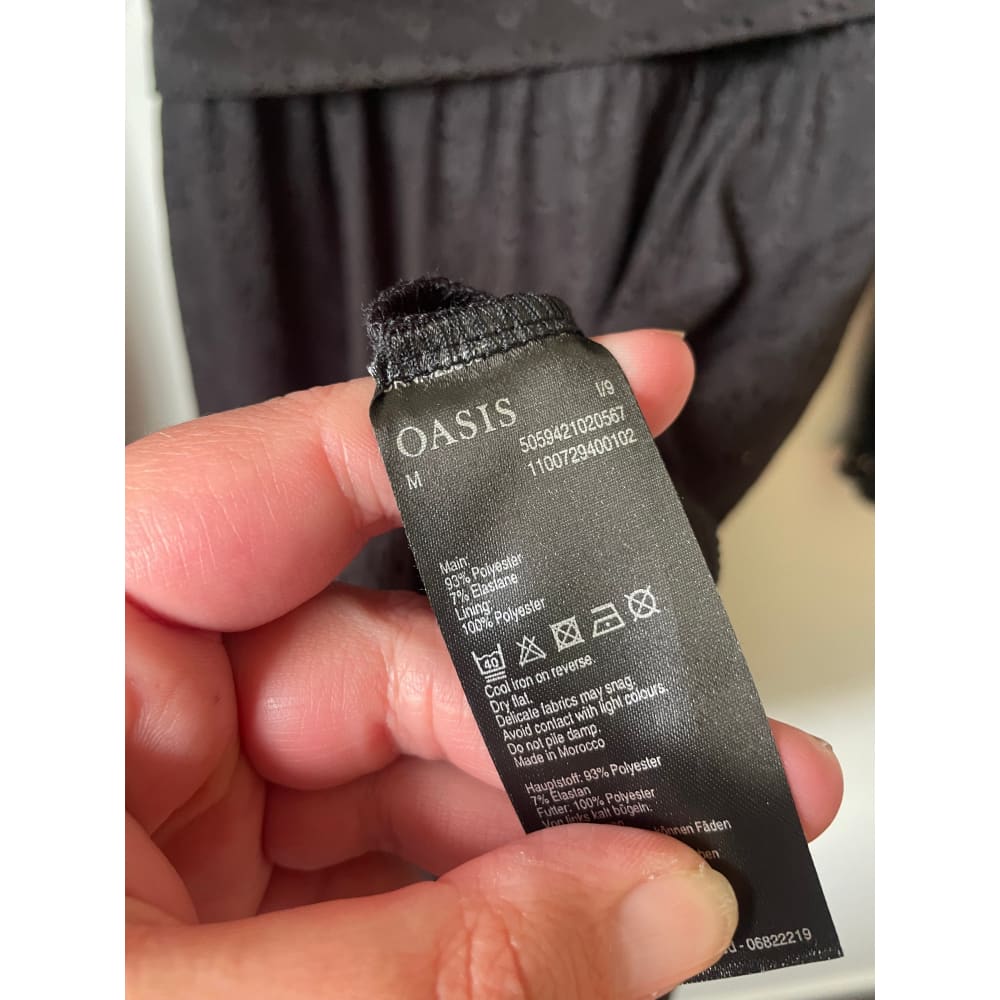 OASIS
I/9
M
5059421020567
1100729400102
Main:
93% Polyester
7% Elastane
Lining:
100% Polyester
40
Cool iron on reverse.
Dry flat.
Delicate fabrics may snag.
Avoid contact with light colours.
Do not pile damp.
Made in Morocco
Hauptstoff: 93% Polyester
7% Elastan
Futter: 100% Polyester
Von links kalt bügeln.
können Fäden
- 06822219